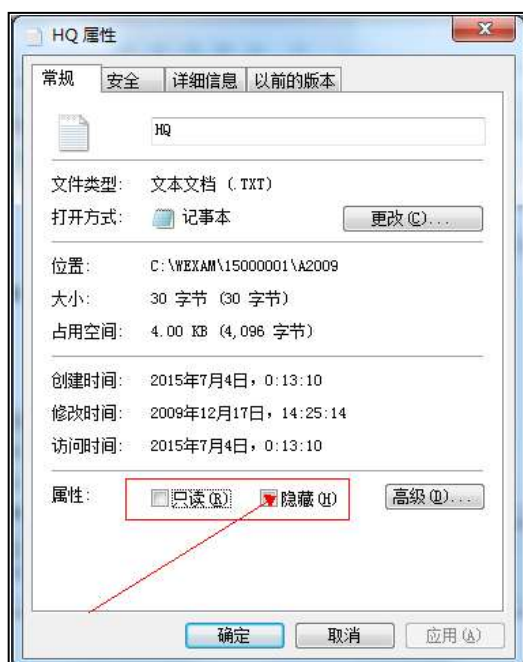 HQ 属性
常规 安全 详细信息 以前的版本
HQ
文件类型: 文本文档 (.TXT)
打开方式: 记事本 更改(C)...
位置: C:\WEXAM\15000001\A2009
大小: 30 字节 (30 字节)
占用空间: 4.00 KB (4,096 字节)
创建时间: 2015年7月4日，0:13:10
修改时间: 2009年12月17日，14:25:14
访问时间: 2015年7月4日，0:13:10
属性: 只读(R) 隐藏(H) 高级(D)...
确定 取消 应用(A)